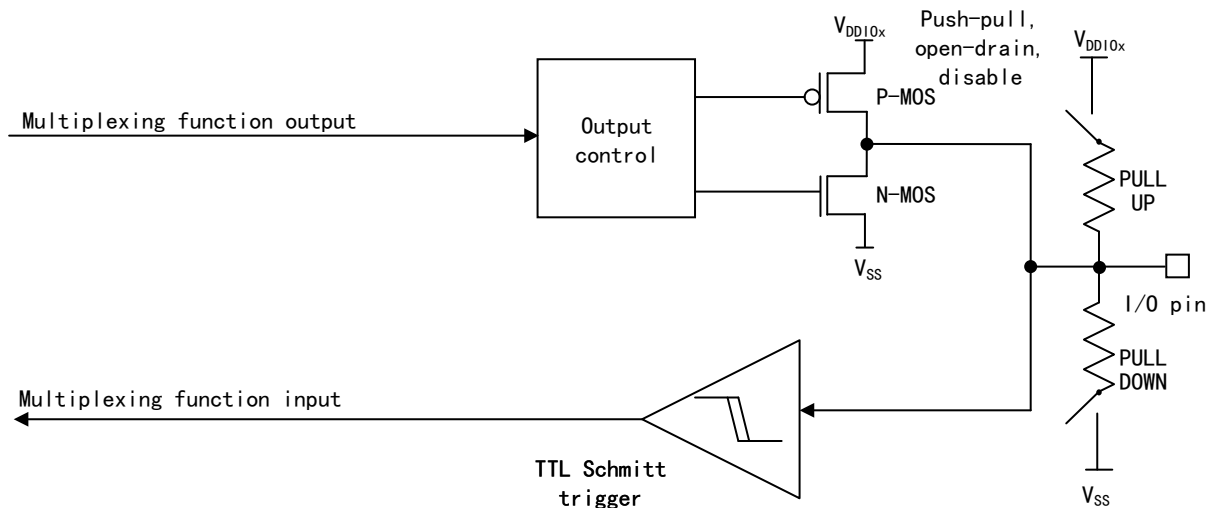 V_DDIOx
Push-pull,
open-drain,
disable
V_DDIOx
P-MOS
Multiplexing function output
Output
control
PULL
UP
N-MOS
V_SS
I/O pin
PULL
DOWN
Multiplexing function input
TTL Schmitt
trigger
V_SS